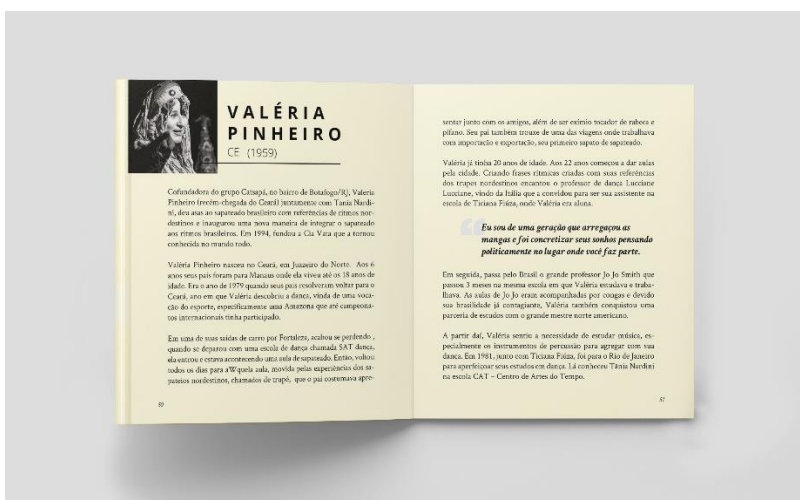 VALÉRIA
PINHEIRO
CE (1959)
Cofundadora do grupo Catsapá, no bairro de Botafogo/RJ, Valéria
Pinheiro (recém-chegada do Ceará) juntamente com Tania Nardi-
ni, deu asas ao sapateado brasileiro com referências de ritmos nor-
destinos e inaugurou uma nova maneira de integrar o sapateado
aos ritmos brasileiros. Em 1994, fundou a Cia Vata que a tornou
conhecida no mundo todo.
Valéria Pinheiro nasceu no Ceará, em Juazeiro do Norte. Aos 6
anos seus pais foram para Manaus onde ela viveu até os 18 anos de
idade. Era o ano de 1979 quando seus pais resolveram voltar para o
Ceará, ano em que Valéria descobriu a dança, vinda de uma voca-
ção do esporte, especificamente uma Amazona que até campeona-
tos internacionais tinha participado.
Em uma de suas saídas de carro por Fortaleza, acabou se perdendo ,
quando se deparou com uma escola de dança chamada SAT dança,
ela entrou e estava acontecendo uma aula de sapateado. Então, voltou
todos os dias para aWquela aula, movida pelas experiências dos sa-
pateios nordestinos, chamados de trupé, que o pai costumava apre-
50
sentar junto com os amigos, além de ser exímio tocador de rabeca e
pífano. Seu pai também trouxe de uma das viagens onde trabalhava
com importação e exportação, seu primeiro sapato de sapateado.
Valéria já tinha 20 anos de idade. Aos 22 anos começou a dar aulas
pela cidade. Criando frases rítmicas criadas com suas referências
dos trupes nordestinos encantou o professor de dança Lucciane
Lucciane, vindo da Itália que a convidou para ser sua assistente na
escola de Ticiana Fiúza, onde Valéria era aluna.
“
Eu sou de uma geração que arregaçou as
mangas e foi concretizar seus sonhos pensando
politicamente no lugar onde você faz parte.
Em seguida, passa pelo Brasil o grande professor Jo Jo Smith que
passou 3 meses na mesma escola em que Valéria estudava e traba-
lhava. As aulas de Jo Jo eram acompanhadas por congas e devido
sua brasilidade já contagiante, Valéria também conquistou uma
parceria de estudos com o grande mestre norte americano.
A partir daí, Valéria sentiu a necessidade de estudar música, es-
pecialmente os instrumentos de percussão para agregar com sua
dança. Em 1981, junto com Ticiana Fiúza, foi para o Rio de Janeiro
para aperfeiçoar seus estudos em dança. Lá conheceu Tânia Nardini
na escola CAT – Centro de Artes do Tempo.